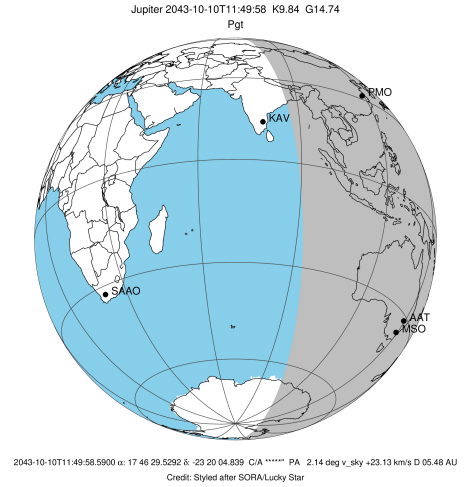 Jupiter 2043-10-10T11:49:58  K9.84  G14.74
Pgt
PMO
KAV
SAAO
AAT
MSO
2043-10-10T11:49:58.5900 α: 17 46 29.5292 δ: -23 20 04.839  C/A *****"  PA   2.14 deg v_sky +23.13 km/s D 05.48 AU
Credit: Styled after SORA/Lucky Star